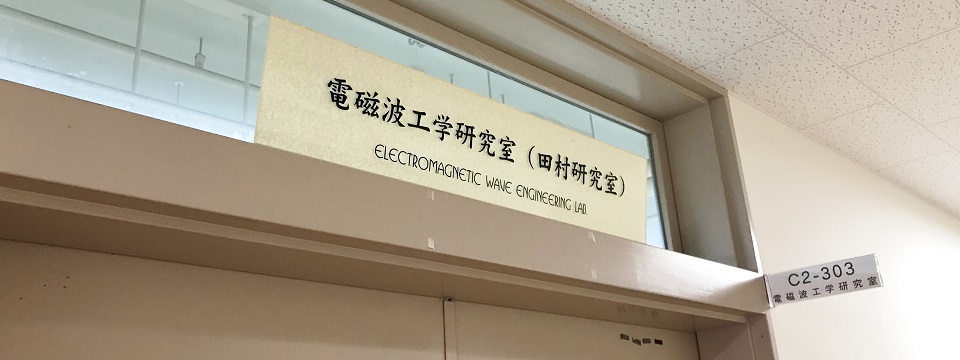 電磁波工学研究室（田村研究室）
ELECTROMAGNETIC WAVE ENGINEERING LAB.
C2-303
電磁波工学研究室